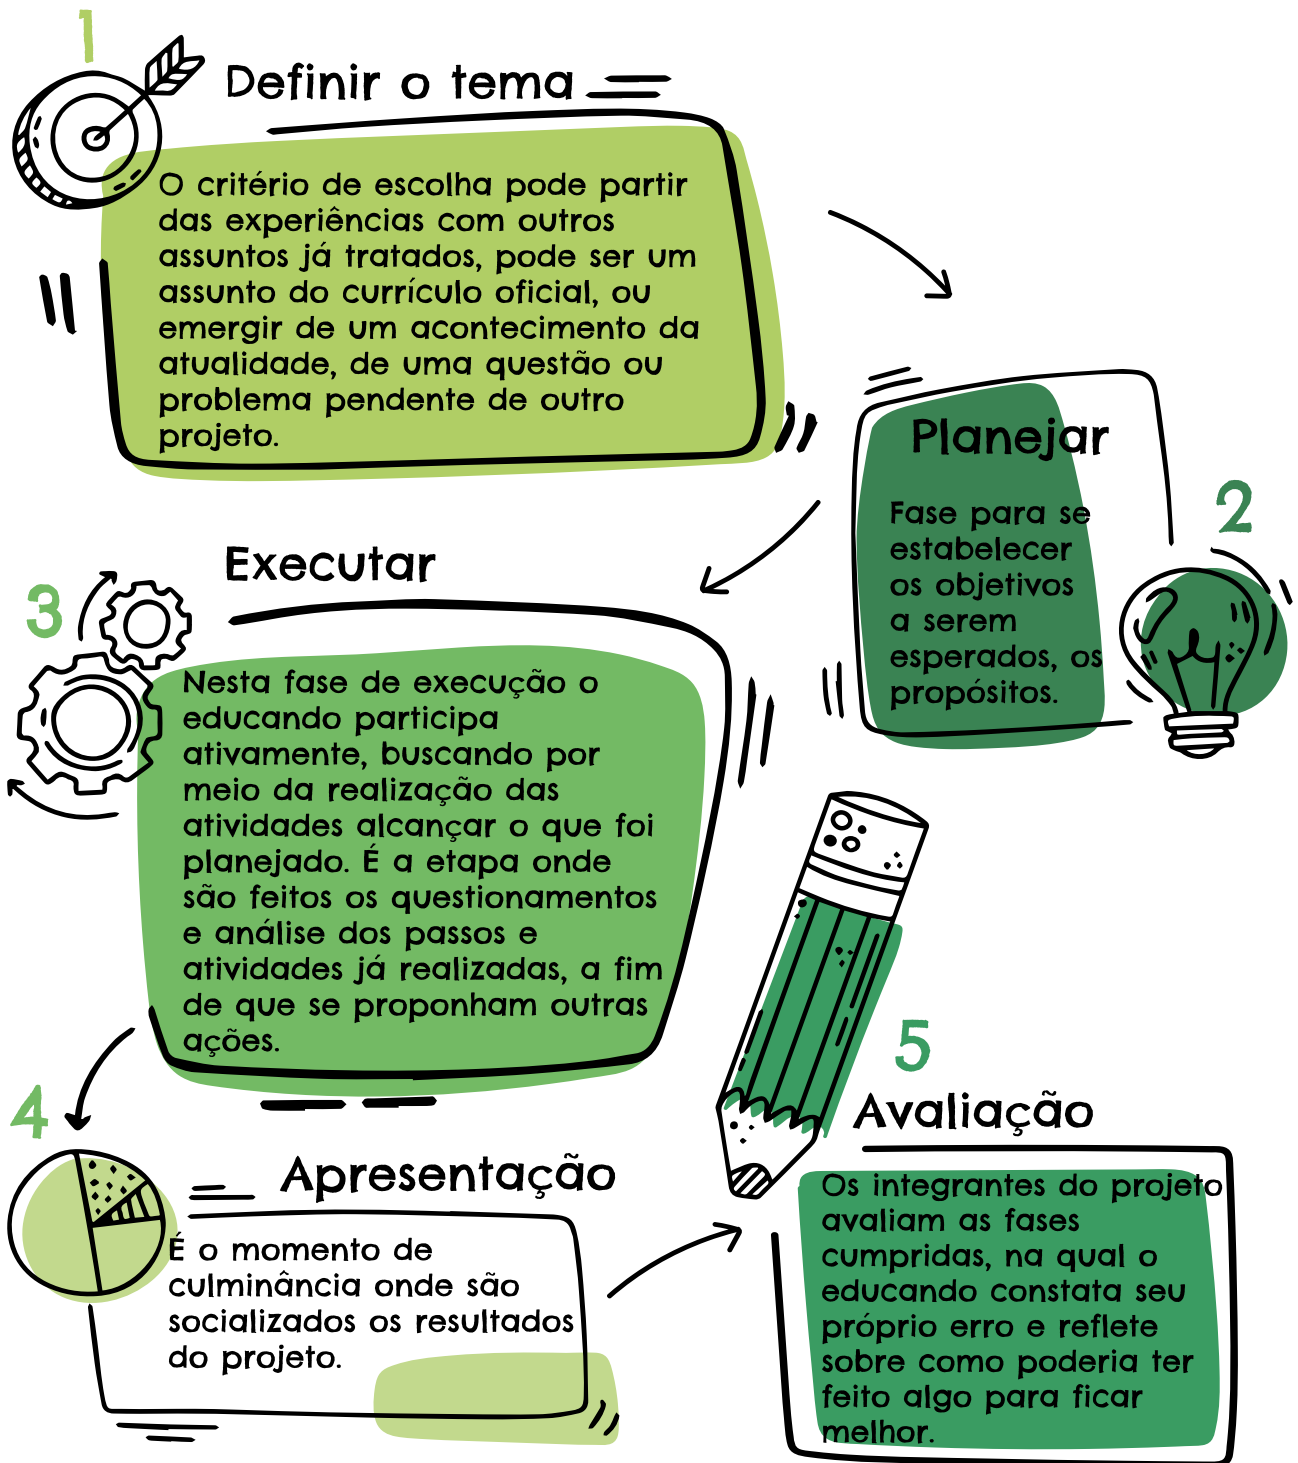 1
Definir o tema
O critério de escolha pode partir
das experiências com outros
assuntos já tratados, pode ser um
assunto do currículo oficial, ou
emergir de um acontecimento da
atualidade, de uma questão ou
problema pendente de outro
projeto.
2
Planejar
Fase para se
estabelecer
os objetivos
a serem
esperados, os
propósitos.
3
Executar
Nesta fase de execução o
educando participa
ativamente, buscando por
meio da realização das
atividades alcançar o que foi
planejado. É a etapa onde
são feitos os questionamentos
e análise dos passos e
atividades já realizadas, a fim
de que se proponham outras
ações.
4
Apresentação
É o momento de
culminância onde são
socializados os resultados
do projeto.
5
Avaliação
Os integrantes do projeto
avaliam as fases
cumpridas, na qual o
educando constata seu
próprio erro e reflete
sobre como poderia ter
feito algo para ficar
melhor.